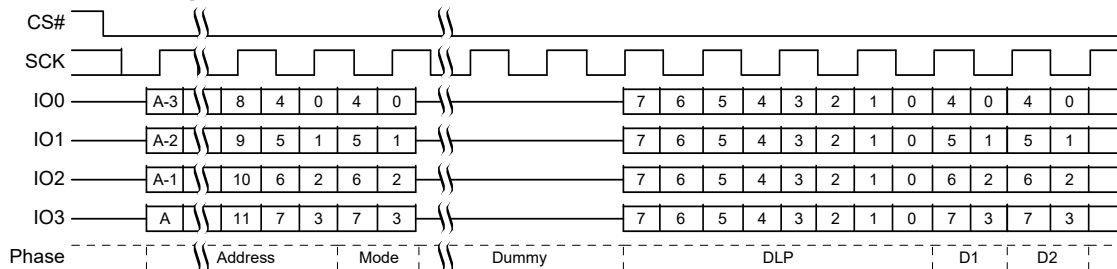 CS#
SCK
IO0 A-3 8 4 0 4 0 7 6 5 4 3 2 1 0 4 0 4 0
IO1 A-2 9 5 1 5 1 7 6 5 4 3 2 1 0 5 1 5 1
IO2 A-1 10 6 2 6 2 7 6 5 4 3 2 1 0 6 2 6 2
IO3 A 11 7 3 7 3 7 6 5 4 3 2 1 0 7 3 7 3
Phase Address Mode Dummy DLP D1 D2